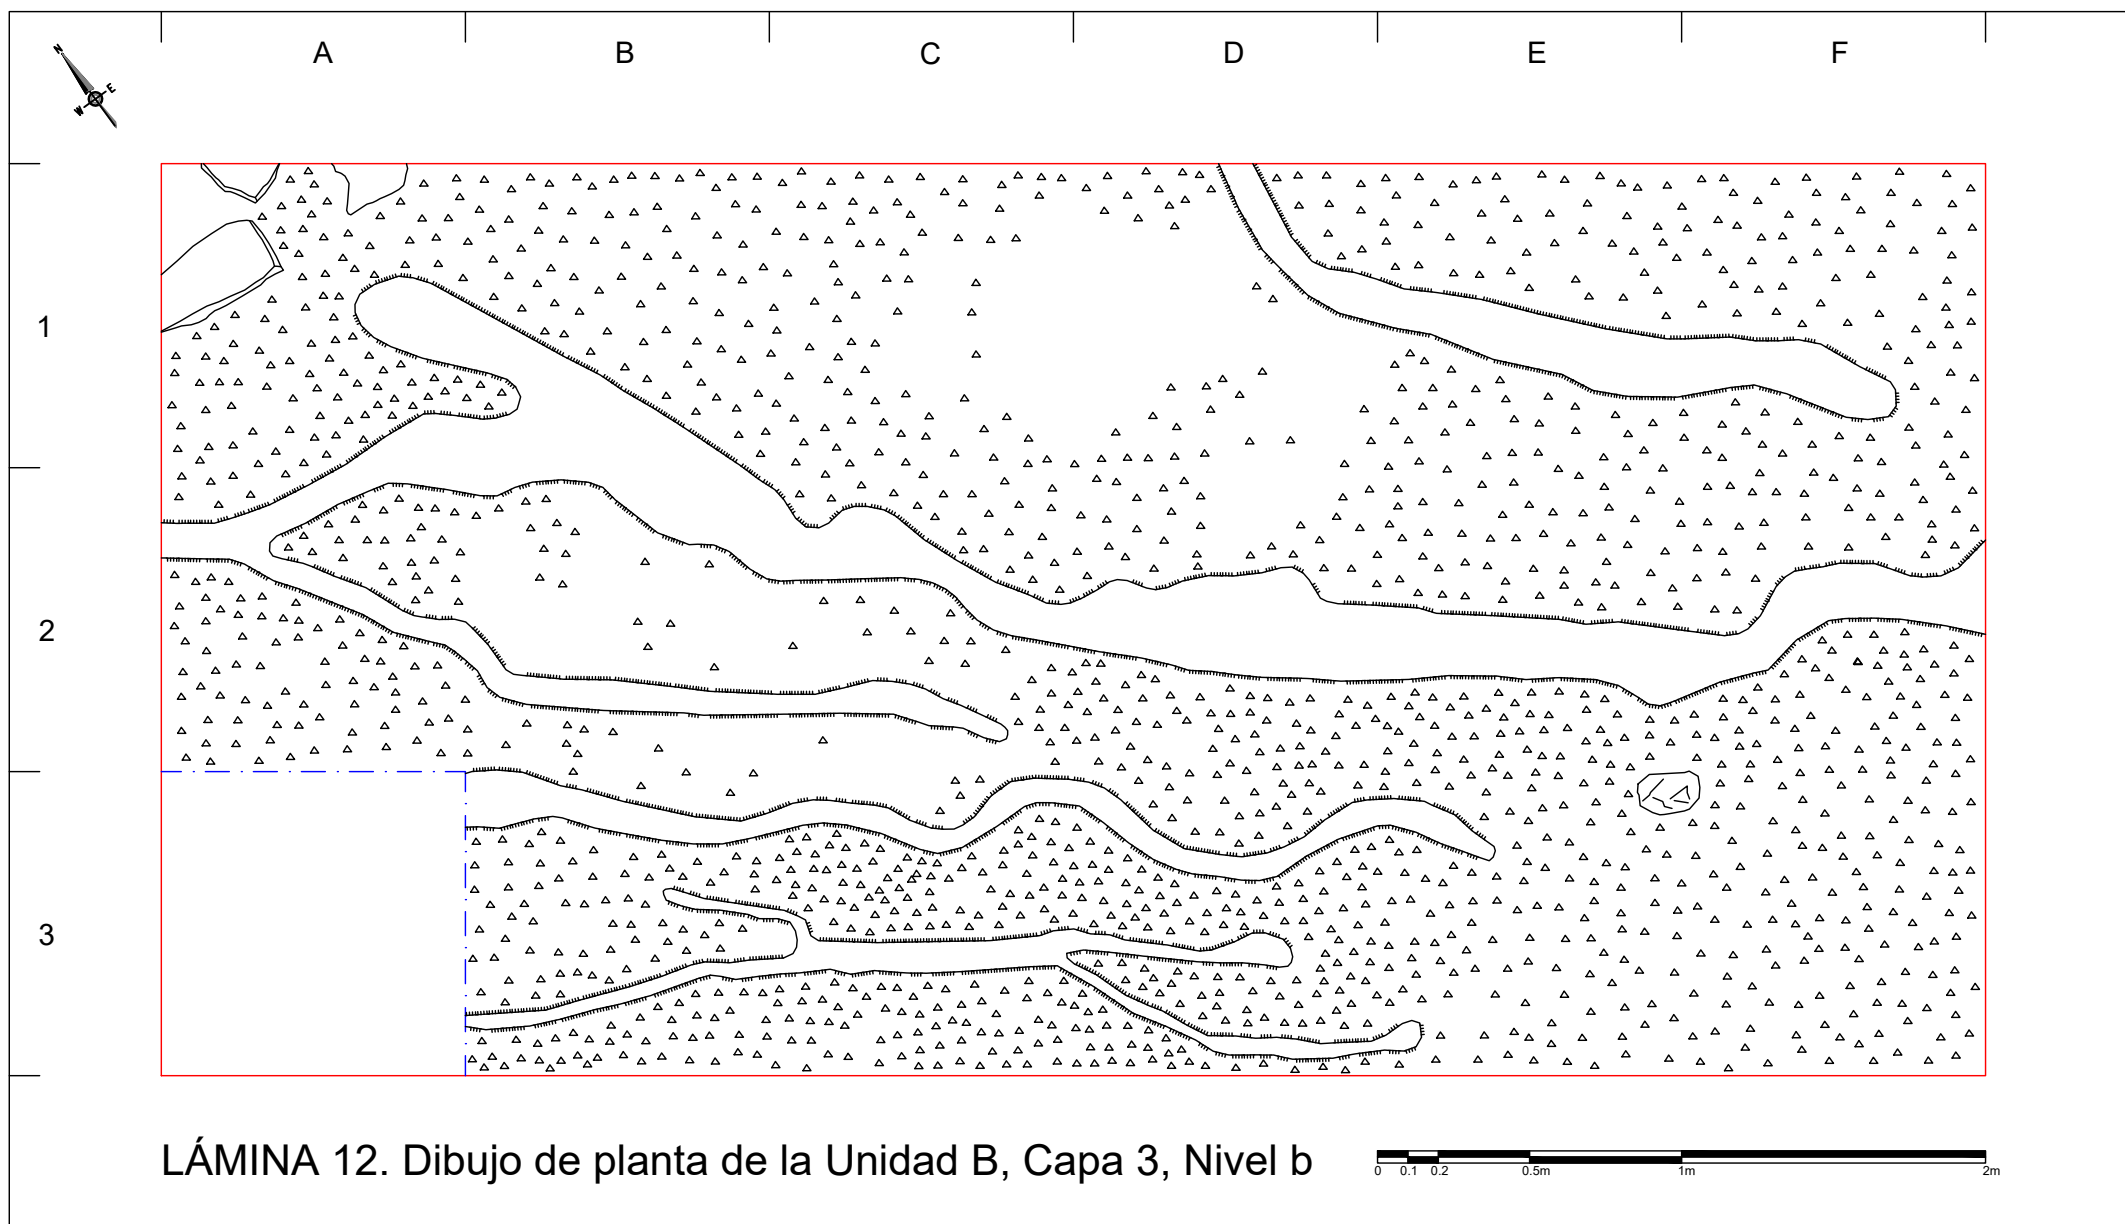 A B C D E F
N
E
W
1
2
3
LÁMINA 12. Dibujo de planta de la Unidad B, Capa 3, Nivel b
0 0.1 0.2 0.5m 1m 2m